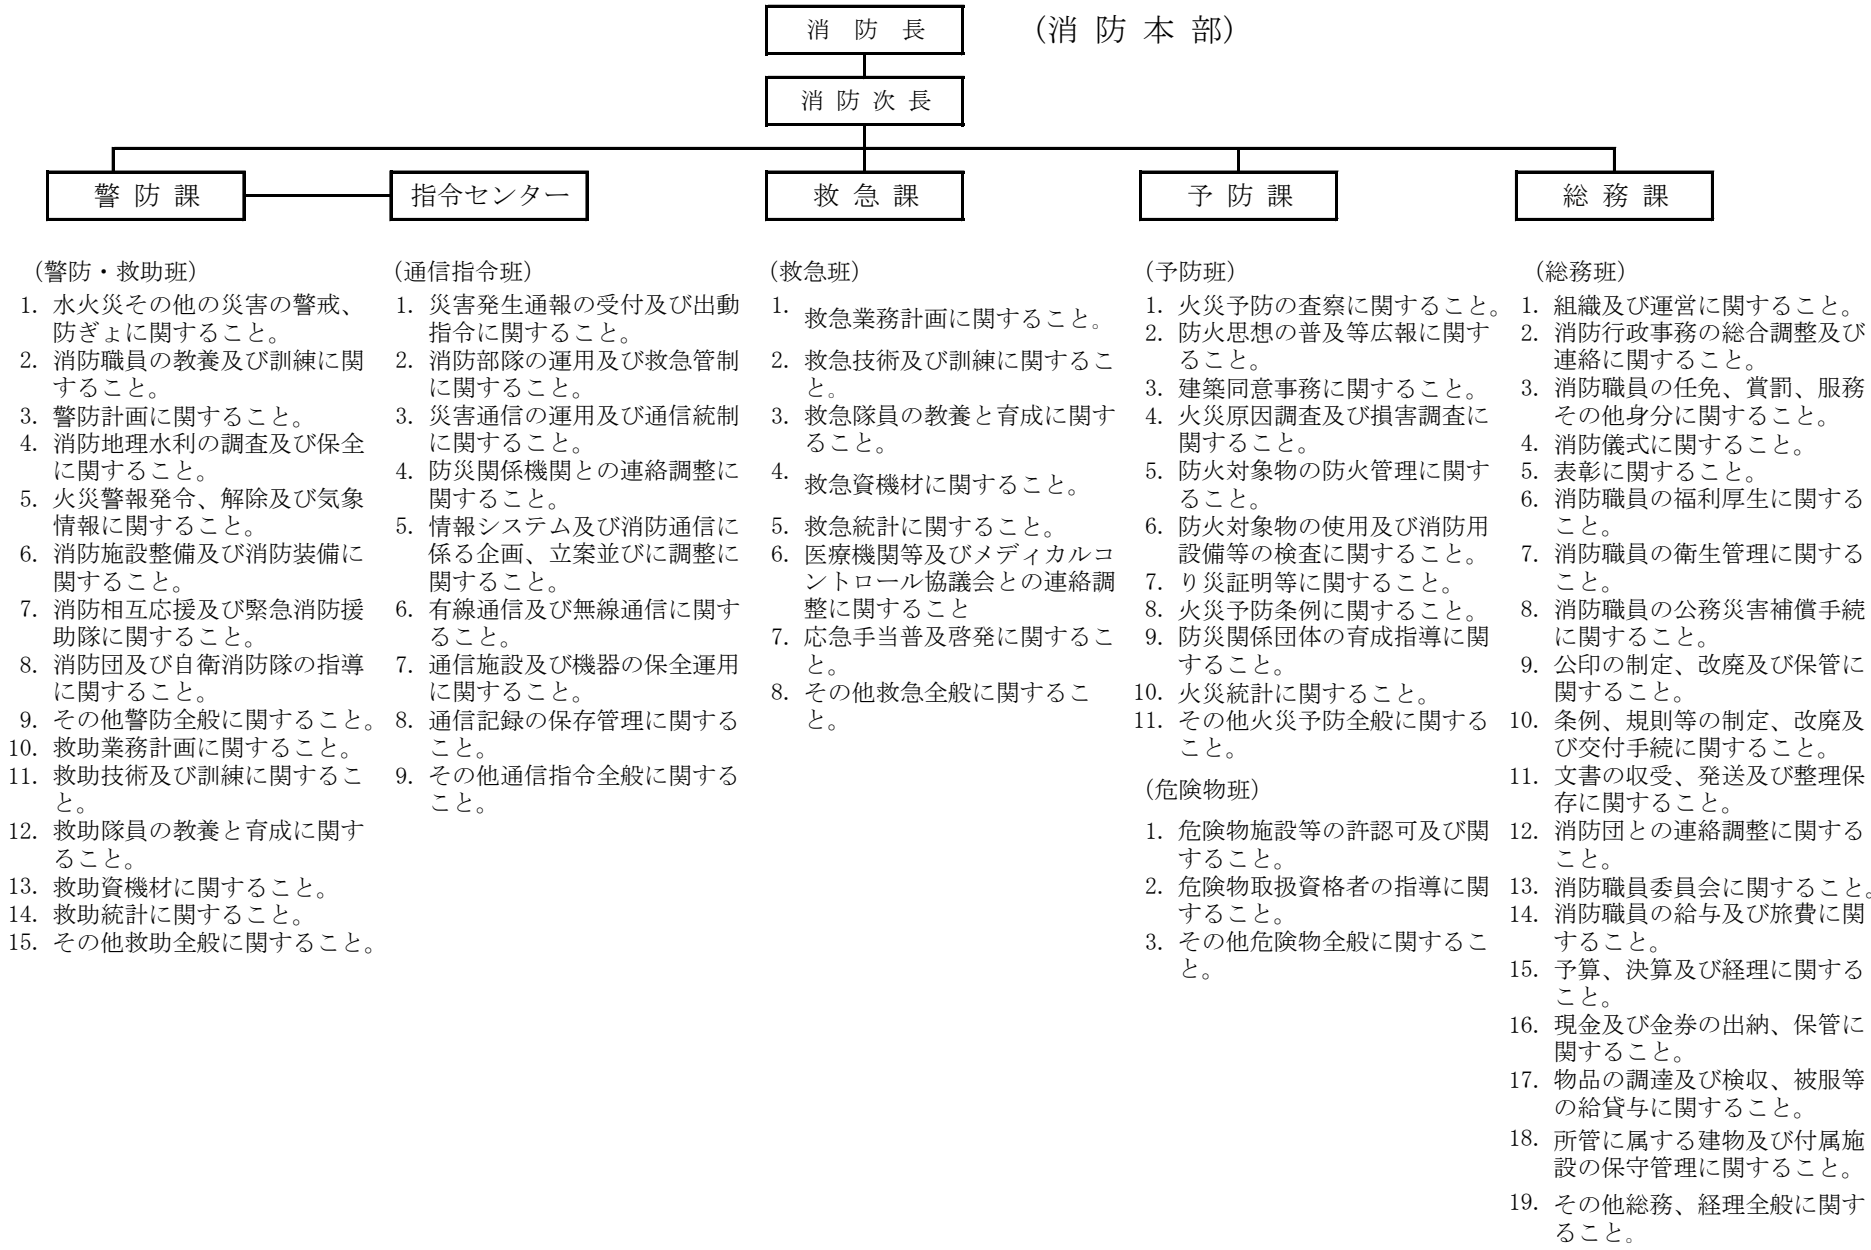 消　防　長
(消 防 本 部)
消 防 次 長
警 防 課
指令センター
救 急 課
予 防 課
総 務 課
(警防・救助班)
1. 水火災その他の災害の警戒、
防ぎょに関すること。
2. 消防職員の教養及び訓練に関
すること。
3. 警防計画に関すること。
4. 消防地理水利の調査及び保全
に関すること。
5. 火災警報発令、解除及び気象
情報に関すること。
6. 消防施設整備及び消防装備に
関すること。
7. 消防相互応援及び緊急消防援
助隊に関すること。
8. 消防団及び自衛消防隊の指導
に関すること。
9. その他警防全般に関すること。
10. 救助業務計画に関すること。
11. 救助技術及び訓練に関するこ
と。
12. 救助隊員の教養と育成に関す
ること。
13. 救助資機材に関すること。
14. 救助統計に関すること。
15. その他救助全般に関すること。
(通信指令班)
1. 災害発生通報の受付及び出動
指令に関すること。
2. 消防部隊の運用及び救急管制
に関すること。
3. 災害通信の運用及び通信統制
に関すること。
4. 防災関係機関との連絡調整に
関すること。
5. 情報システム及び消防通信に
係る企画、立案並びに調整に
関すること。
6. 有線通信及び無線通信に関す
ること。
7. 通信施設及び機器の保全運用
に関すること。
8. 通信記録の保存管理に関する
こと。
9. その他通信指令全般に関する
こと。
(救急班)
1. 救急業務計画に関すること。
2. 救急技術及び訓練に関するこ
と。
3. 救急隊員の教養と育成に関す
ること。
4. 救急資機材に関すること。
5. 救急統計に関すること。
6. 医療機関等及びメディカルコ
ントロール協議会との連絡調
整に関すること
7. 応急手当普及啓発に関するこ
と。
8. その他救急全般に関するこ
と。
(予防班)
1. 火災予防の査察に関すること。
2. 防火思想の普及等広報に関す
ること。
3. 建築同意事務に関すること。
4. 火災原因調査及び損害調査に
関すること。
5. 防火対象物の防火管理に関す
ること。
6. 防火対象物の使用及び消防用
設備等の検査に関すること。
7. り災証明等に関すること。
8. 火災予防条例に関すること。
9. 防災関係団体の育成指導に関
すること。
10. 火災統計に関すること。
11. その他火災予防全般に関する
こと。
(危険物班)
1. 危険物施設等の許認可及び関
すること。
2. 危険物取扱資格者の指導に関
すること。
3. その他危険物全般に関するこ
と。
(総務班)
1. 組織及び運営に関すること。
2. 消防行政事務の総合調整及び
連絡に関すること。
3. 消防職員の任免、賞罰、服務
その他身分に関すること。
4. 消防儀式に関すること。
5. 表彰に関すること。
6. 消防職員の福利厚生に関する
こと。
7. 消防職員の衛生管理に関する
こと。
8. 消防職員の公務災害補償手続
に関すること。
9. 公印の制定、改廃及び保管に
関すること。
10. 条例、規則等の制定、改廃及
び交付手続に関すること。
11. 文書の収受、発送及び整理保
存に関すること。
12. 消防団との連絡調整に関する
こと。
13. 消防職員委員会に関すること。
14. 消防職員の給与及び旅費に関
すること。
15. 予算、決算及び経理に関する
こと。
16. 現金及び金券の出納、保管に
関すること。
17. 物品の調達及び検収、被服等
の給貸与に関すること。
18. 所管に属する建物及び付属施
設の保守管理に関すること。
19. その他総務、経理全般に関す
ること。